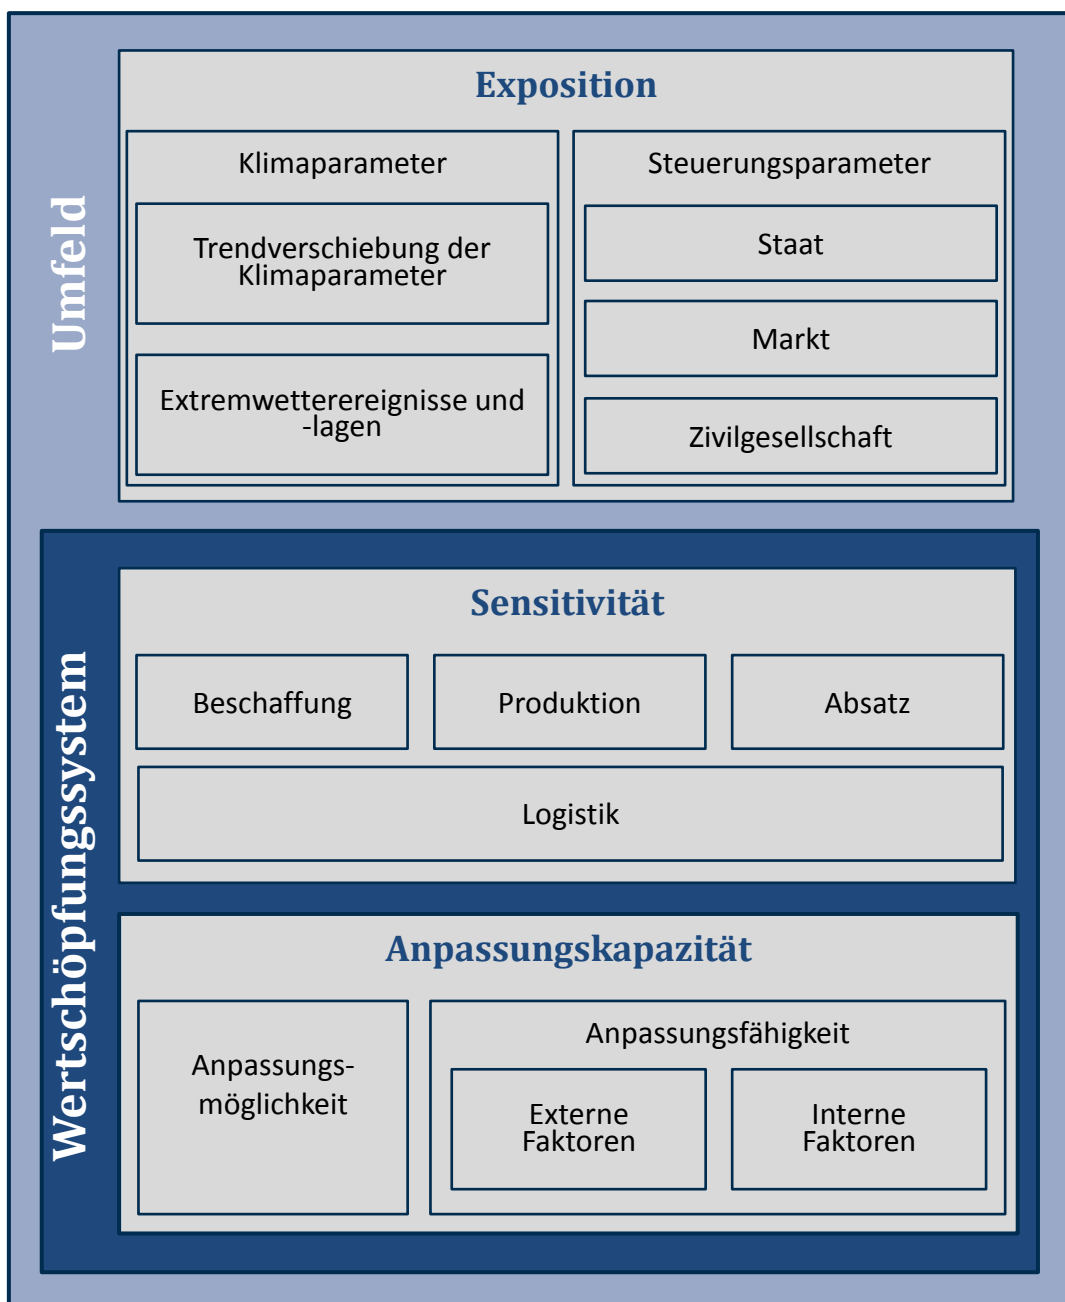 Umfeld
Exposition
Klimaparameter
Trendverschiebung der
Klimaparameter
Extremwetterereignisse und
-lagen
Steuerungsparameter
Staat
Markt
Zivilgesellschaft
Wertschöpfungssystem
Sensitivität
Beschaffung
Produktion
Absatz
Logistik
Anpassungskapazität
Anpassungs-
möglichkeit
Anpassungsfähigkeit
Externe
Faktoren
Interne
Faktoren